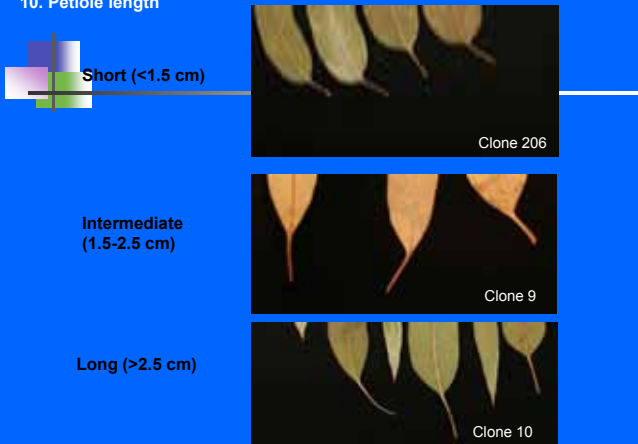 10. Petiole length
Short (<1.5 cm)
Clone 206
Intermediate
(1.5-2.5 cm)
Clone 9
Long (>2.5 cm)
Clone 10